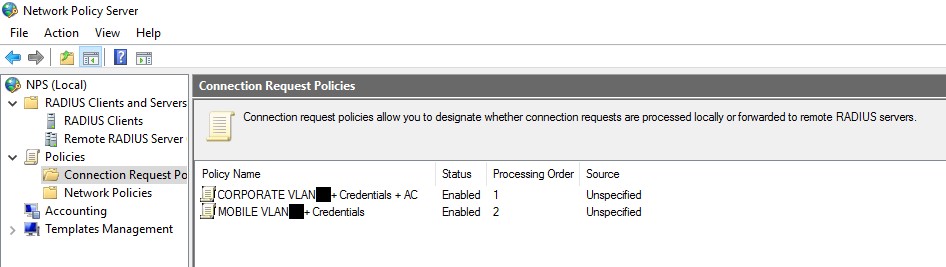 Network Policy Server
File Action View Help
NPS (Local)
RADIUS Clients and Servers
RADIUS Clients
Remote RADIUS Server
Policies
Connection Request Po
Network Policies
Accounting
Templates Management
Connection Request Policies
Connection request policies allow you to designate whether connection requests are processed locally or forwarded to remote RADIUS servers.
Policy Name Status Processing Order Source
CORPORATE VLAN + Credentials + AC Enabled 1 Unspecified
MOBILE VLAN + Credentials Enabled 2 Unspecified